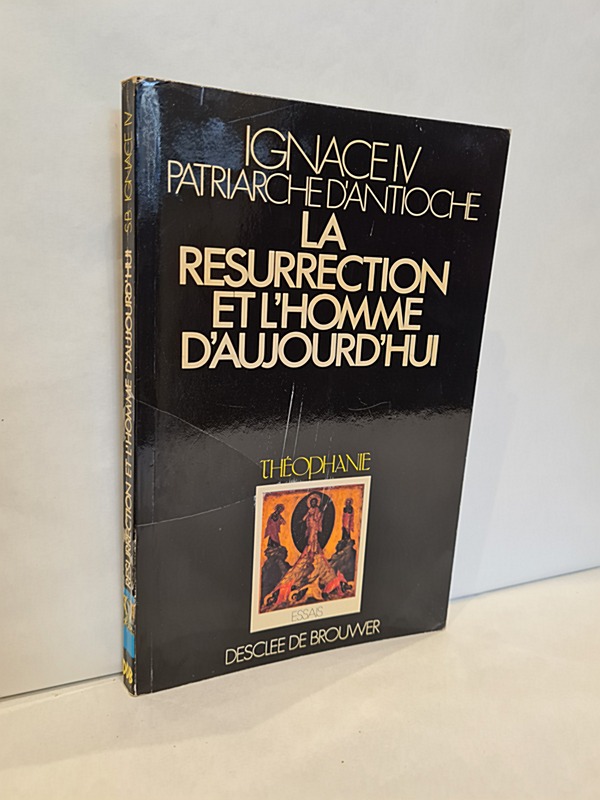 IGNACE IV
PATRIARCHE D'ANTIOCHE
LA
RESURRECTION
ET L'HOMME
D'AUJOURD'HUI
THÉOPHANIE
ESSAIS
DESCLEE DE BROUWER
S.B. IGNACE IV
RESURRECTION ET L'HOMME D'AUJOURD'HUI